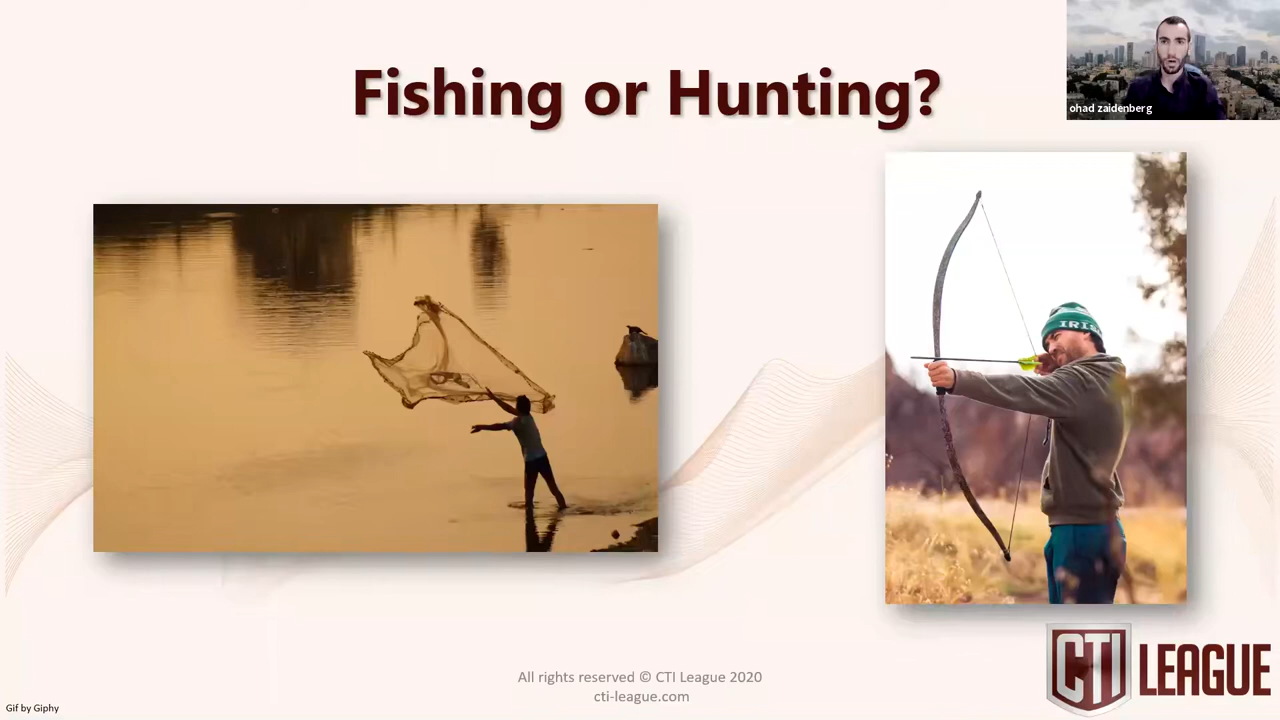 Fishing or Hunting?
ohad zaidenberg
IRIS
All rights reserved © CTI League 2020
cti-league.com
CTI LEAGUE
Gif by Giphy